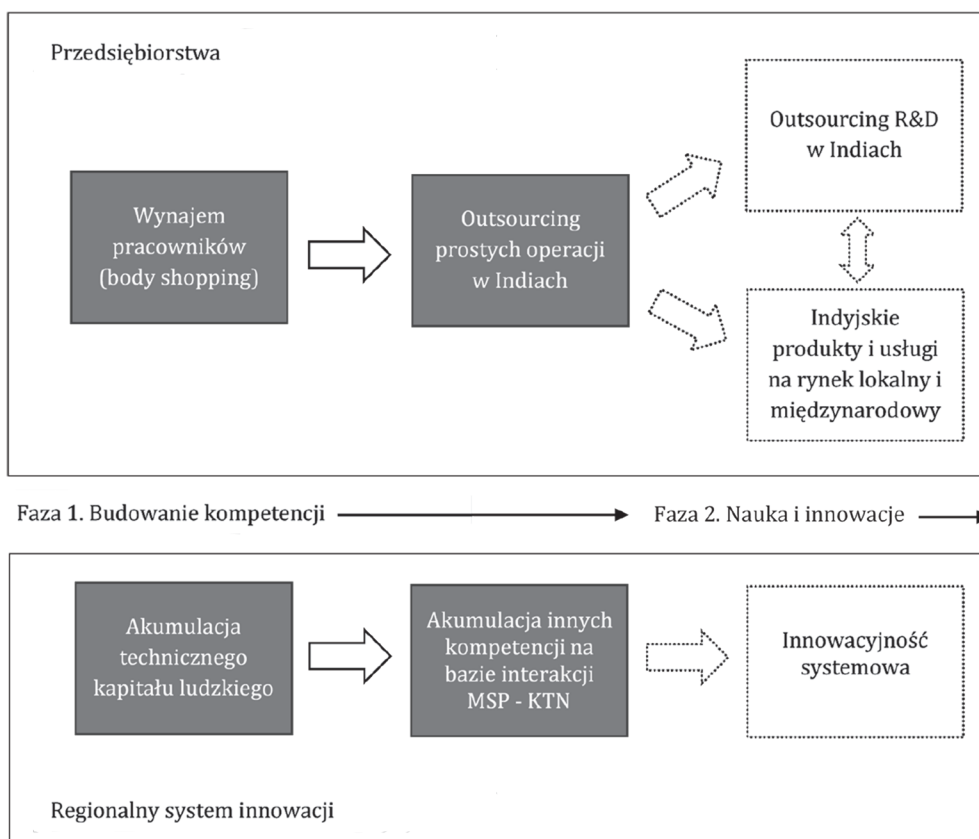 Przedsiębiorstwa
Wynajem
pracowników
(body shopping)
Outsourcing
prostych operacji
w Indiach
Outsourcing R&D
w Indiach
Indyjskie
produkty i usługi
na rynek lokalny i
międzynarodowy
Faza 1. Budowanie kompetencji
Faza 2. Nauka i innowacje
Akumulacja
technicznego
kapitału ludzkiego
Akumulacja innych
kompetencji na
bazie interakcji
MSP - KTN
Innowacyjność
systemowa
Regionalny system innowacji